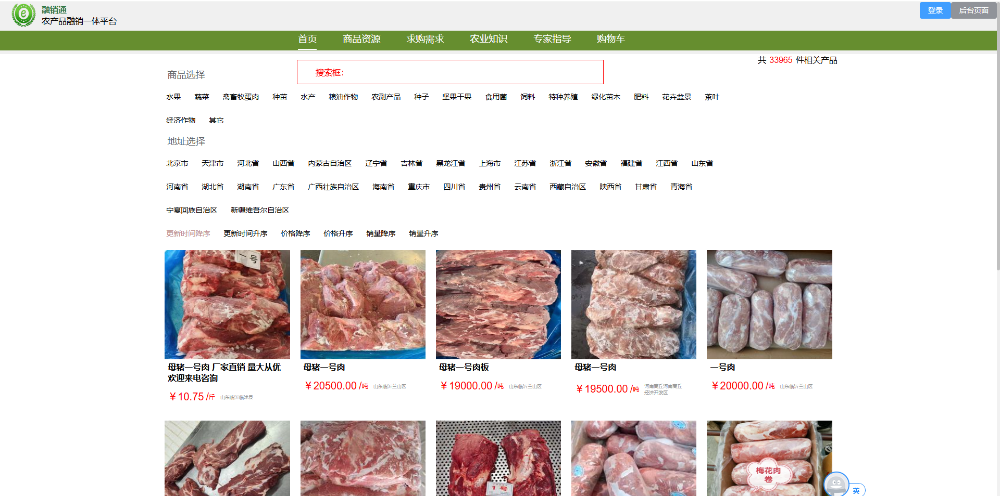 融销通
农产品融销一体平台
登录
后台页面
首页 商品资源 求购需求 农业知识 专家指导 购物车
共 33965 件相关产品
搜索框：
商品选择
水果 蔬菜 禽畜牧蛋肉 种苗 水产 粮油作物 农副产品 种子 坚果干果 食用菌 饲料 特种养殖 绿化苗木 肥料 花卉盆景 茶叶
经济作物 其它
地址选择
北京市 天津市 河北省 山西省 内蒙古自治区 辽宁省 吉林省 黑龙江省 上海市 江苏省 浙江省 安徽省 福建省 江西省 山东省
河南省 湖北省 湖南省 广东省 广西壮族自治区 海南省 重庆市 四川省 贵州省 云南省 西藏自治区 陕西省 甘肃省 青海省
宁夏回族自治区 新疆维吾尔自治区
更新时间降序 更新时间升序 价格降序 价格升序 销量降序 销量升序
一号
母猪一号肉 厂家直销 量大从优
欢迎来电咨询
￥10.75 /斤 山东临沂临沭县
母猪一号肉
￥20500.00 /吨 山东临沂兰山区
母猪一号肉板
￥19000.00 /吨 山东临沂兰山区
母猪一号肉
￥19500.00 /吨 河南商丘河南商丘
经济开发区
一号肉
￥20000.00 /吨 山东临沂兰山区
1号
梅花肉
卷
英